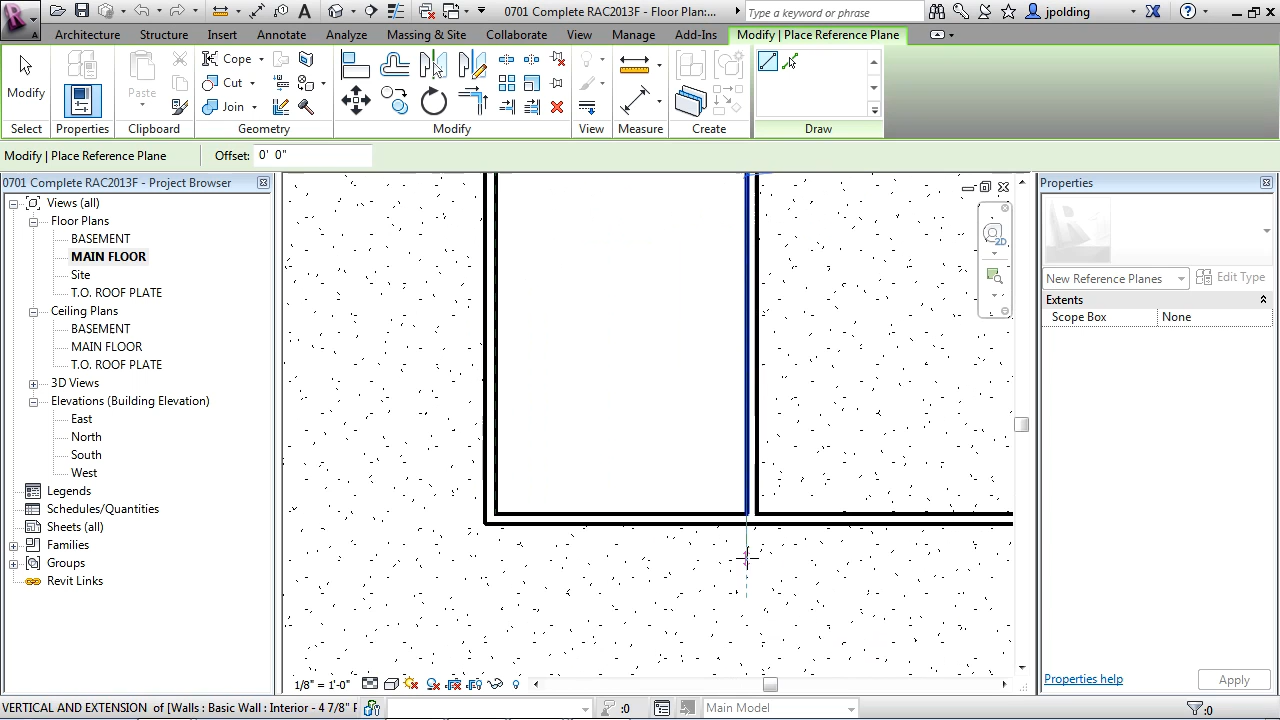 0701 Complete RAC2013F - Floor Plan:...
Type a keyword or phrase
jpolding
Architecture
Structure
Insert
Annotate
Analyze
Massing & Site
Collaborate
View
Manage
Add-Ins
Modify | Place Reference Plane
Modify
Select
Properties
Paste
Clipboard
Cope
Cut
Join
Geometry
Modify
View
Measure
Create
Draw
Modify | Place Reference Plane
Offset:
0' 0"
0701 Complete RAC2013F - Project Browser
Views (all)
Floor Plans
BASEMENT
MAIN FLOOR
Site
T.O. ROOF PLATE
Ceiling Plans
BASEMENT
MAIN FLOOR
T.O. ROOF PLATE
3D Views
Elevations (Building Elevation)
East
North
South
West
Legends
Schedules/Quantities
Sheets (all)
Families
Groups
Revit Links
2D
Properties
New Reference Planes
Edit Type
Extents
Scope Box
None
Properties help
Apply
1/8" = 1'-0"
VERTICAL AND EXTENSION of [Walls : Basic Wall : Interior - 4 7/8" P
:0
Main Model
:0